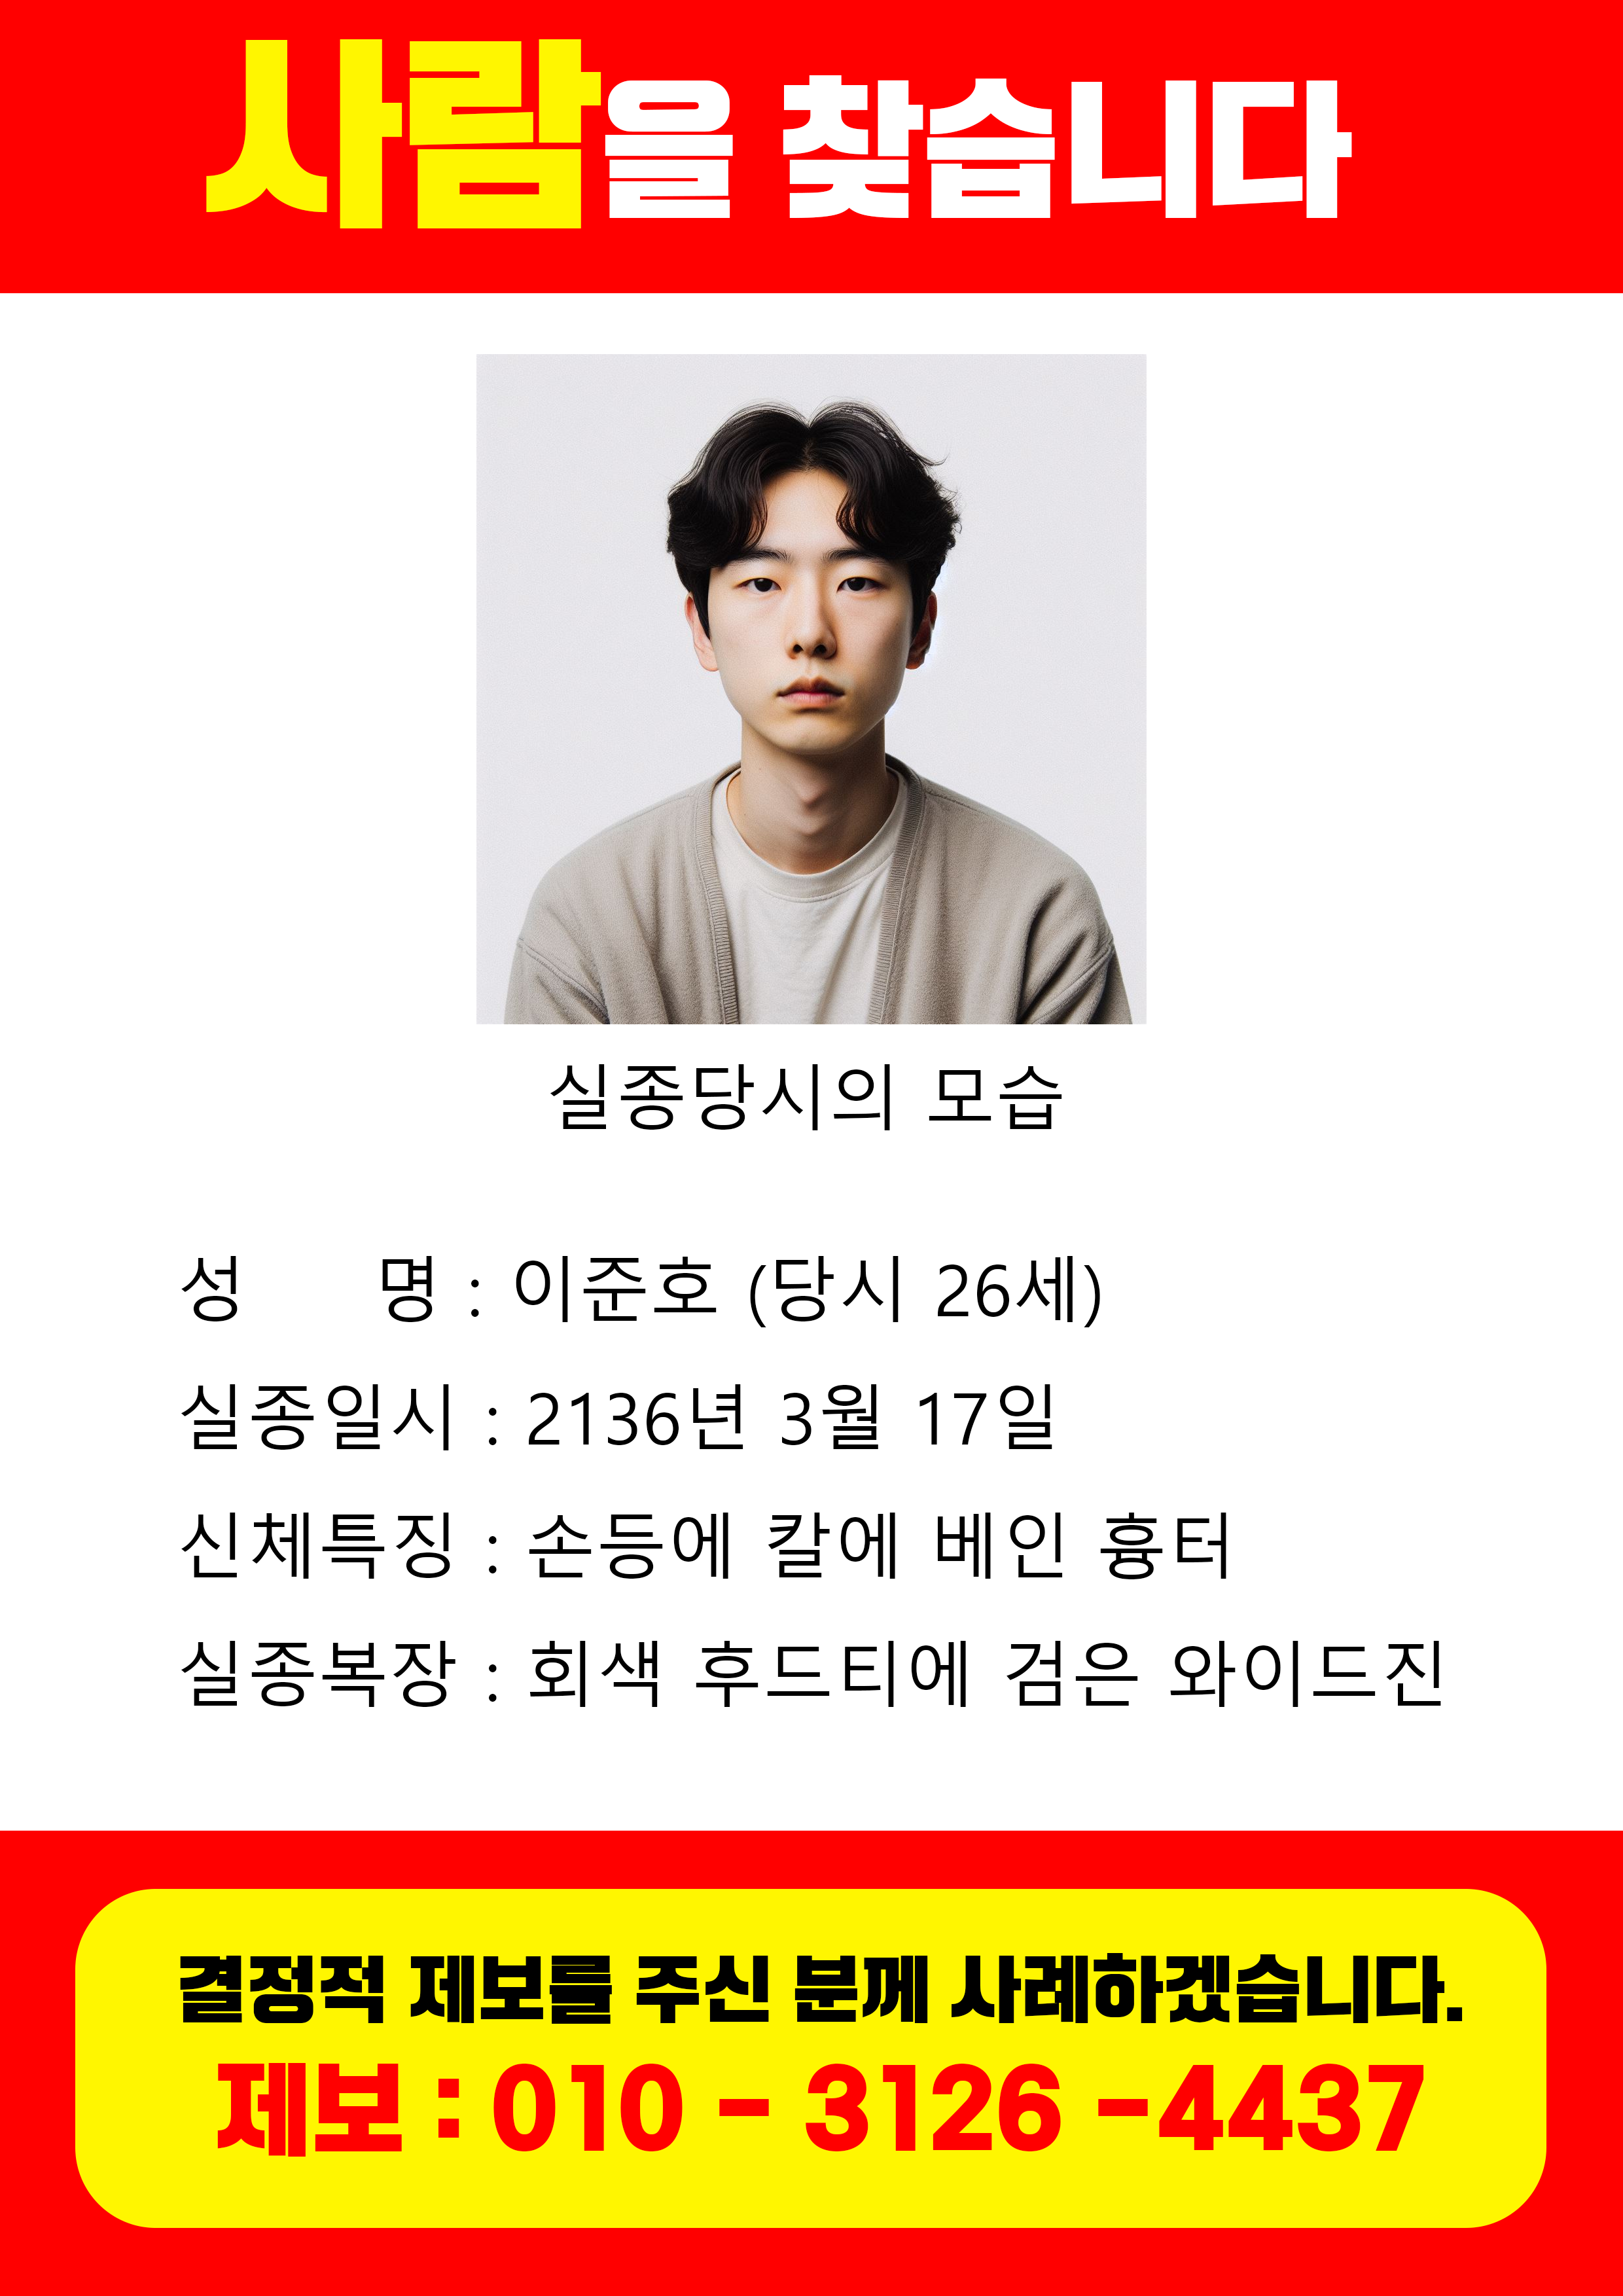 사람을 찾습니다
실종당시의 모습
성 명 : 이준호 (당시 26세)
실종일시 : 2136년 3월 17일
신체특징 : 손등에 칼에 베인 흉터
실종복장 : 회색 후드티에 검은 와이드진
결정적 제보를 주신 분께 사례하겠습니다.
제보 : 010 - 3126 -4437